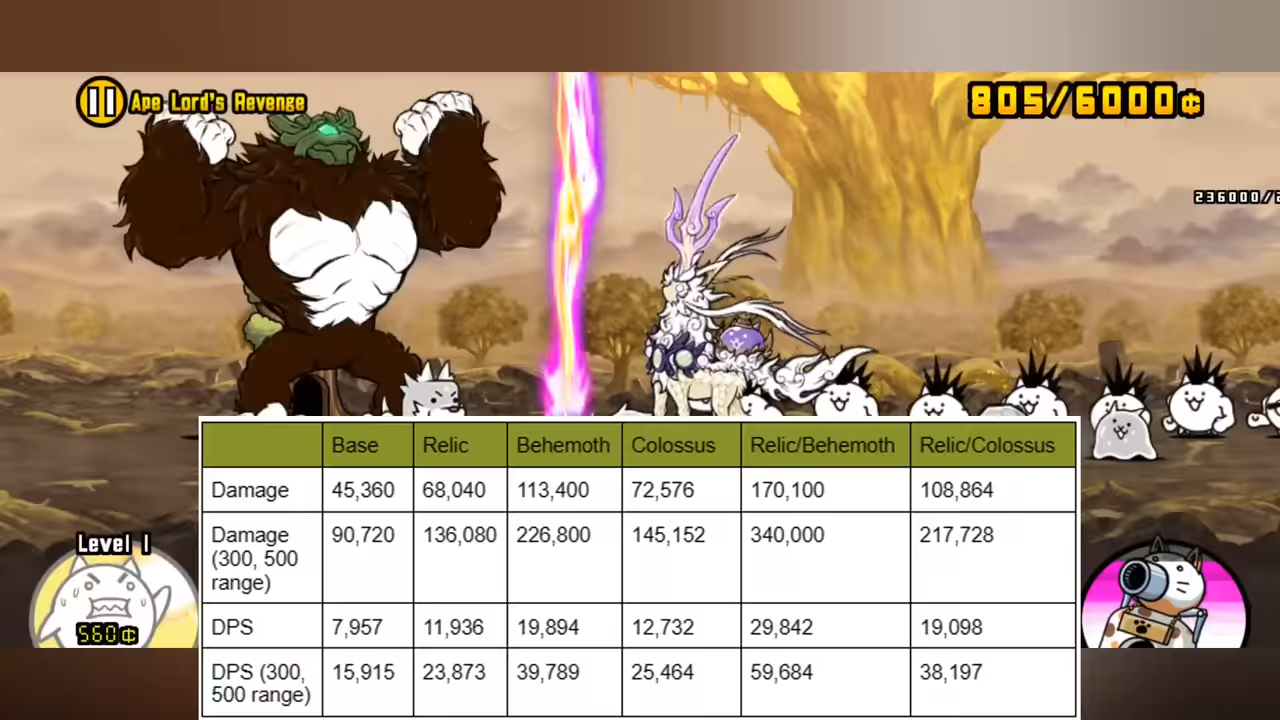 Ape Lord's Revenge
805/6000¢
236000/2
Base Relic Behemoth Colossus Relic/Behemoth Relic/Colossus
Damage 45,360 68,040 113,400 72,576 170,100 108,864
Damage (300, 500 range) 90,720 136,080 226,800 145,152 340,000 217,728
DPS 7,957 11,936 19,894 12,732 29,842 19,098
DPS (300, 500 range) 15,915 23,873 39,789 25,464 59,684 38,197
Level 1
560¢